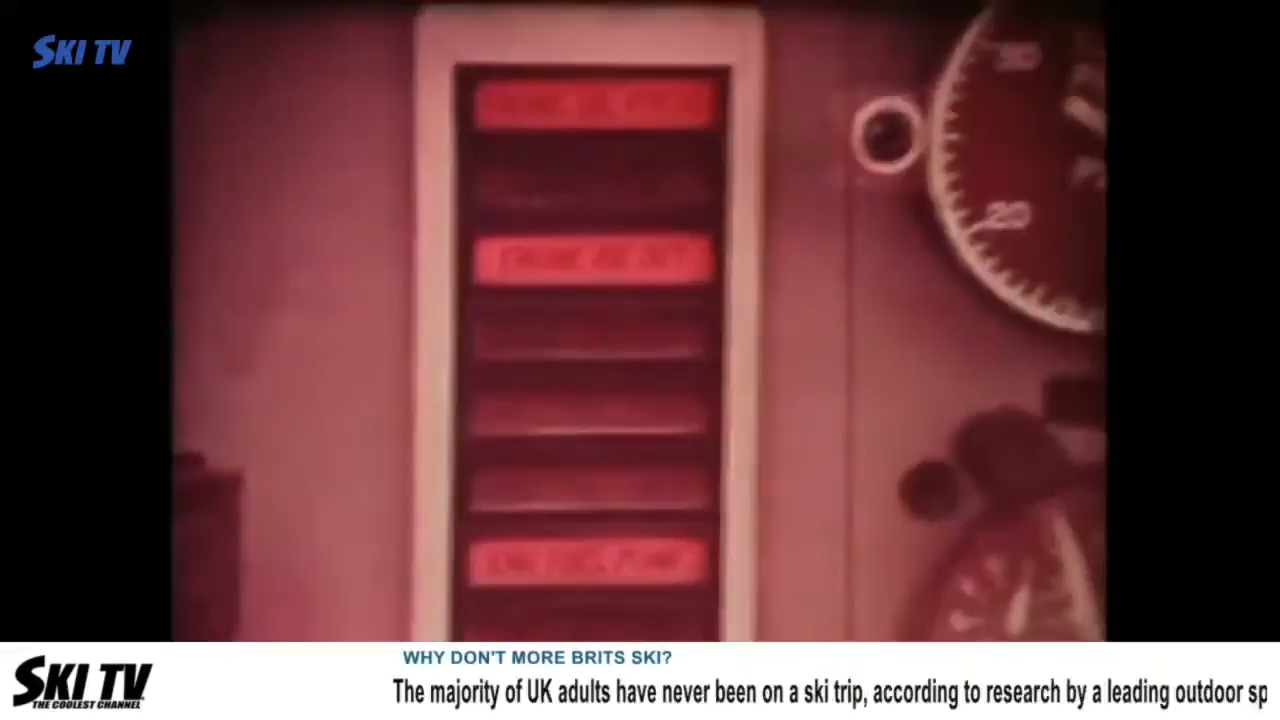 SKI TV
30
20
WHY DON'T MORE BRITS SKI?
SKI TV
The majority of UK adults have never been on a ski trip, according to research by a leading outdoor sp
THE COOLEST CHANNEL